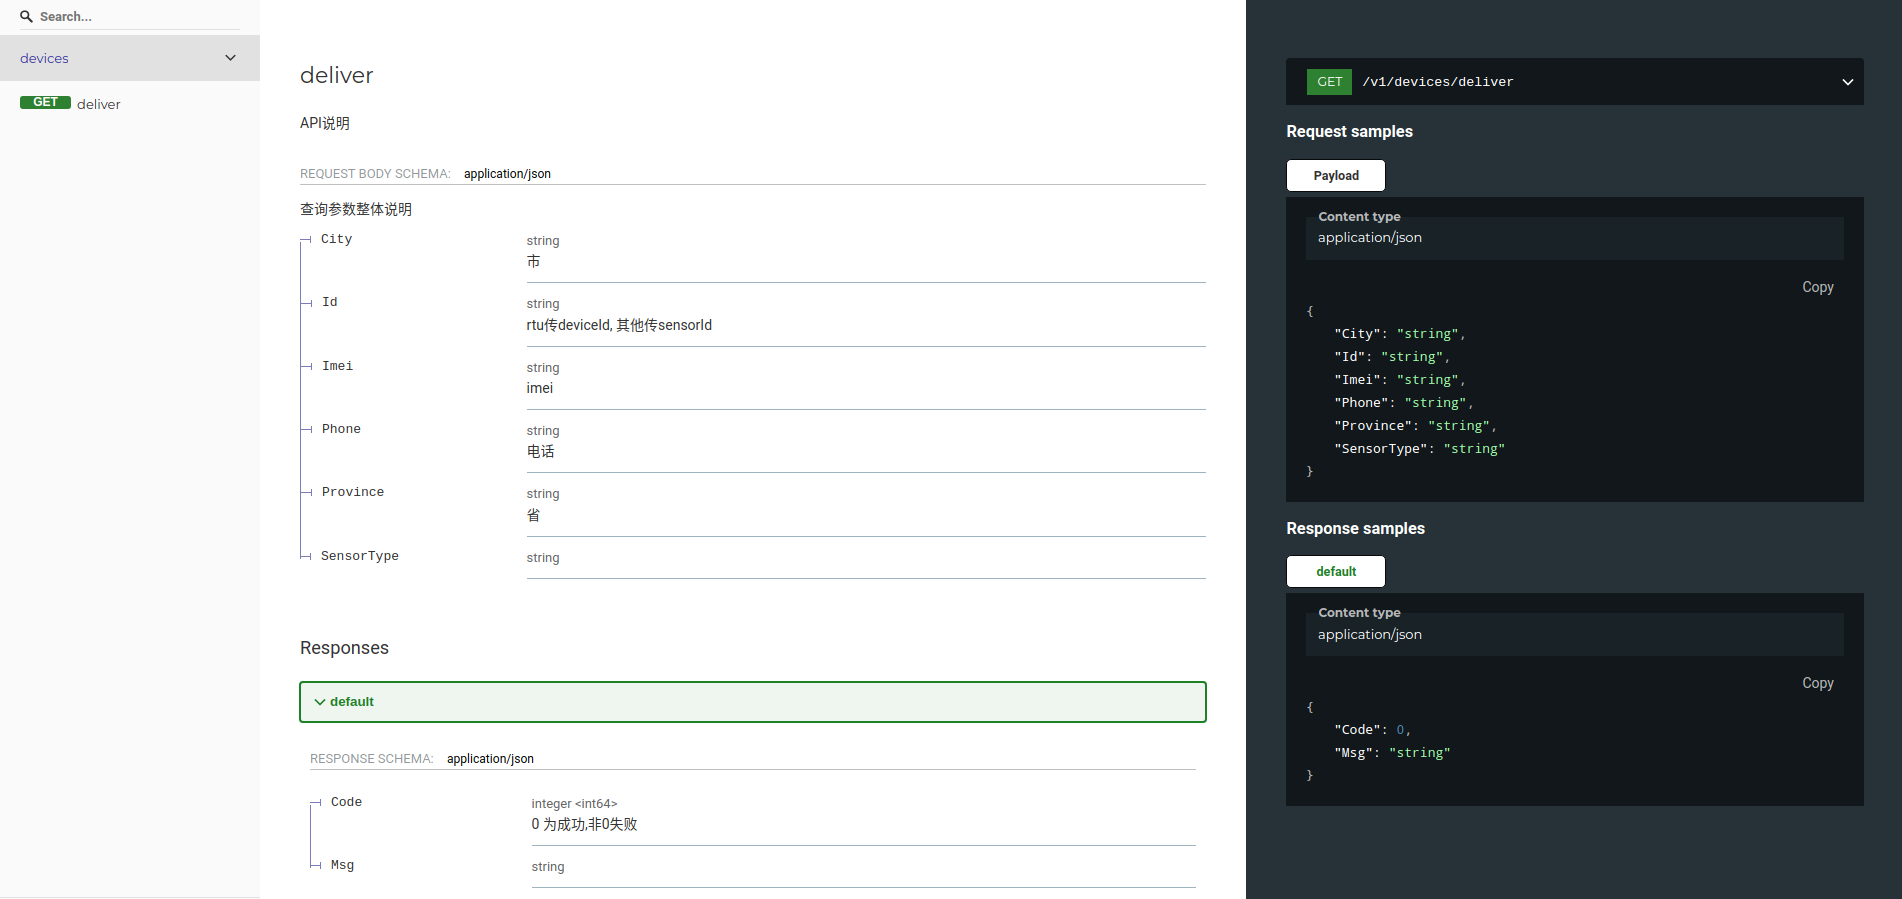 Search...
devices
GET deliver
deliver
API说明
REQUEST BODY SCHEMA: application/json
查询参数整体说明
City string
市
Id string
rtu传deviceId, 其他传sensorId
Imei string
imei
Phone string
电话
Province string
省
SensorType string
Responses
default
RESPONSE SCHEMA: application/json
Code integer <int64>
0 为成功,非0失败
Msg string
GET /v1/devices/deliver
Request samples
Payload
Content type
application/json
Copy
{
"City": "string",
"Id": "string",
"Imei": "string",
"Phone": "string",
"Province": "string",
"SensorType": "string"
}
Response samples
default
Content type
application/json
Copy
{
"Code": 0,
"Msg": "string"
}